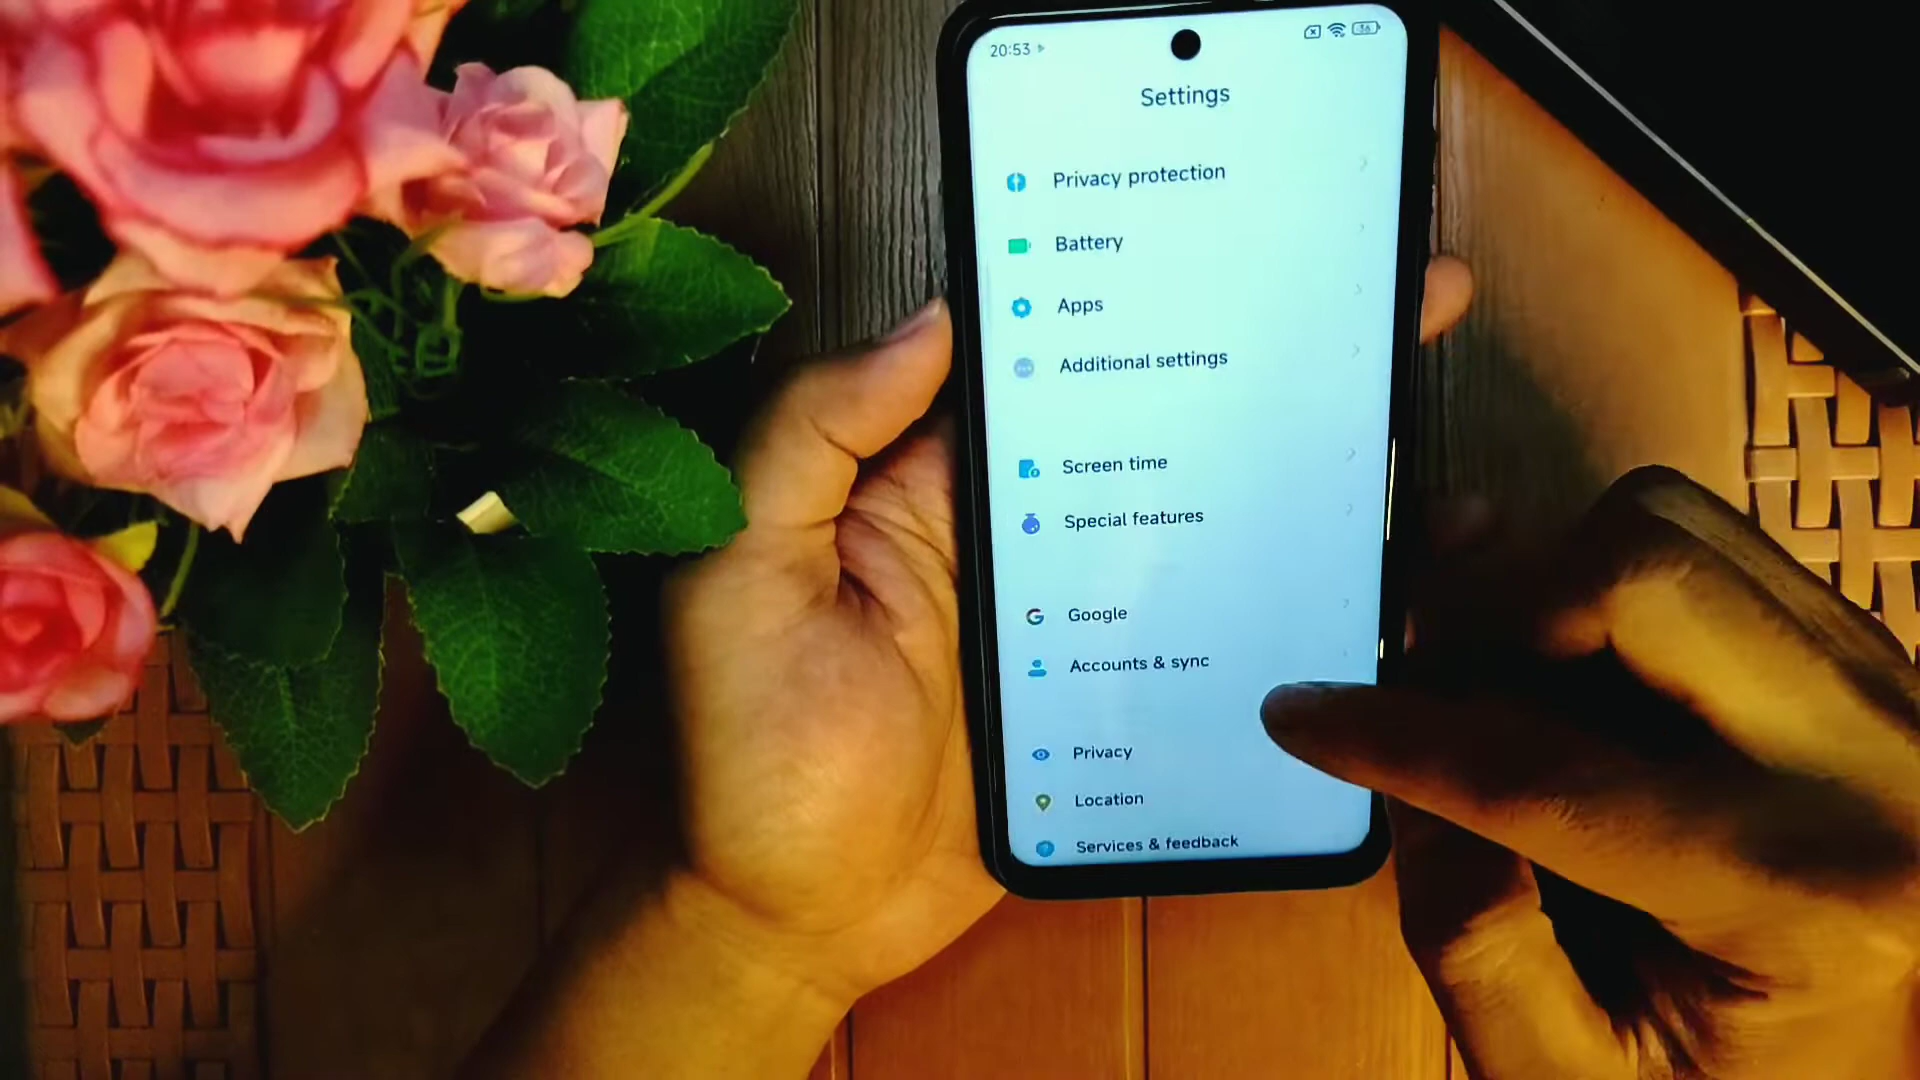 20:53
36
Settings
Privacy protection
Battery
Apps
Additional settings
Screen time
Special features
Google
Accounts & sync
Privacy
Location
Services & feedback